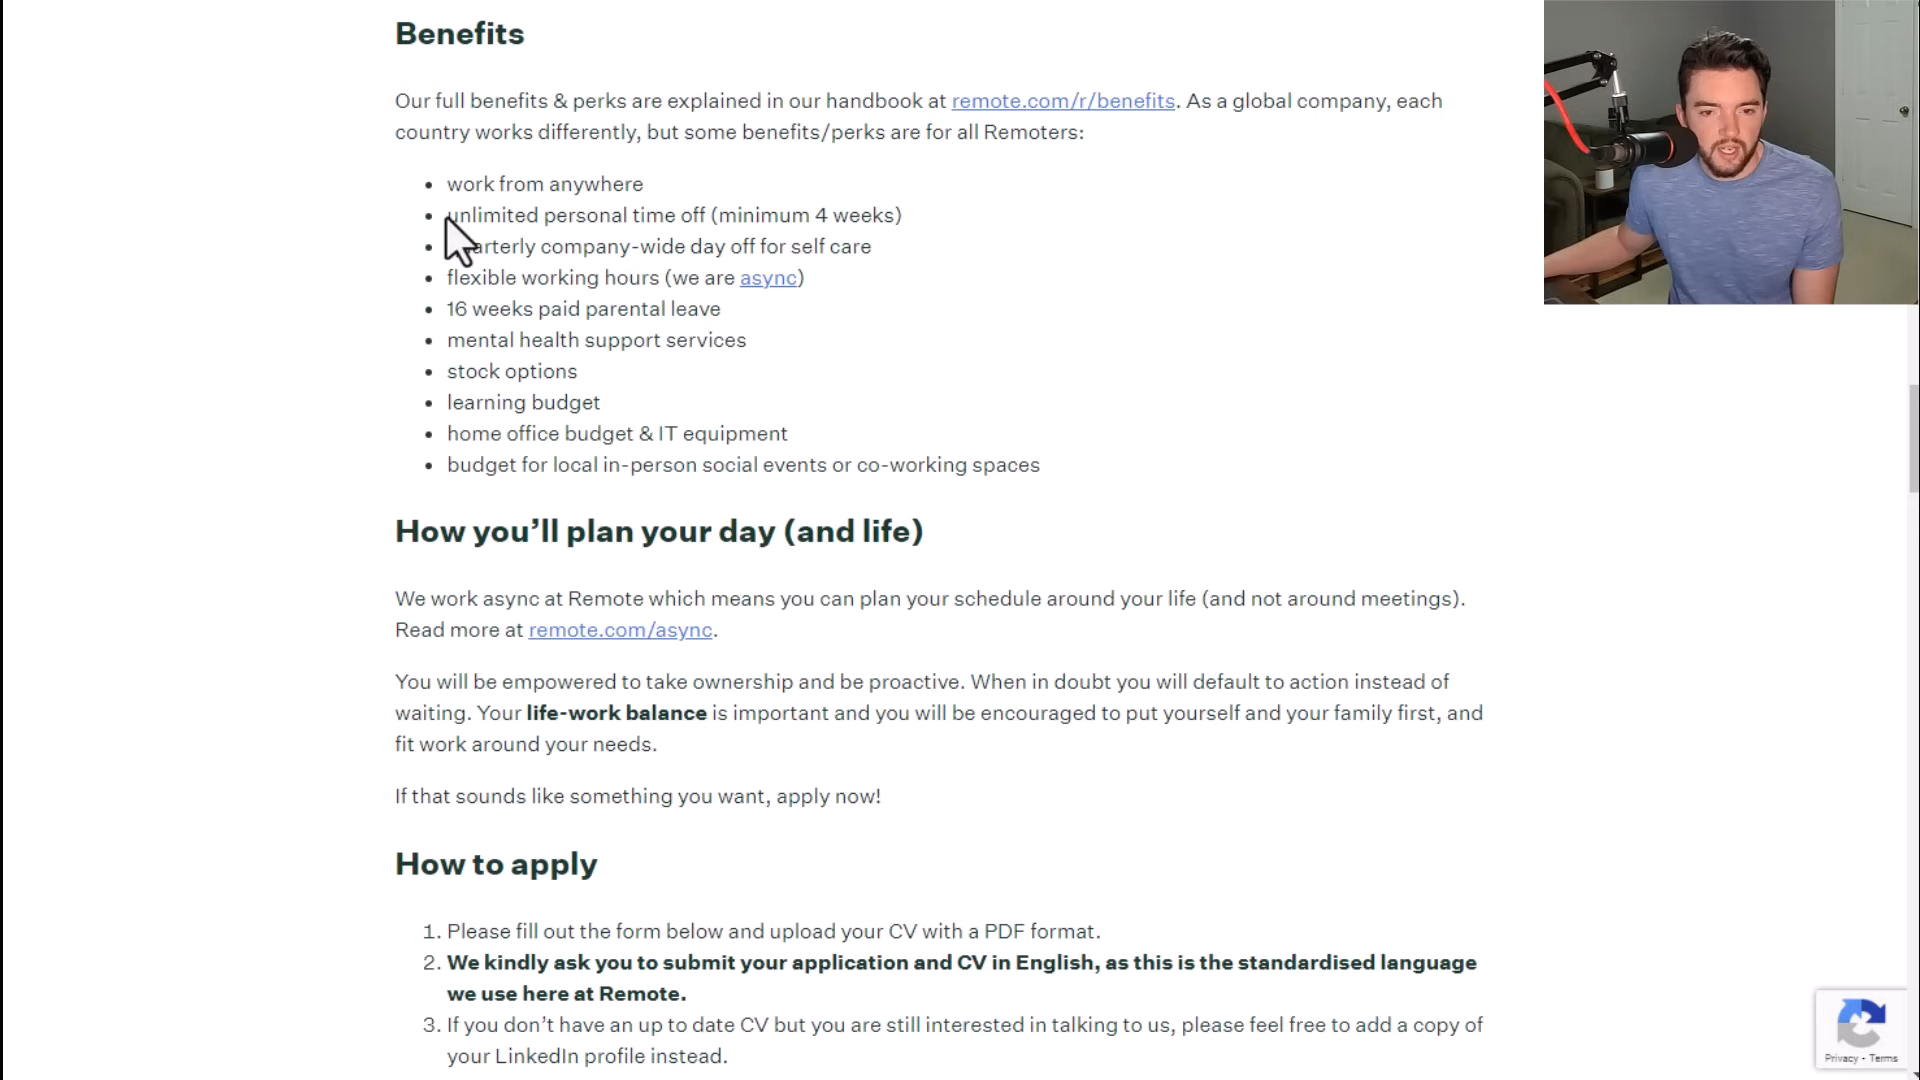 Benefits
Our full benefits & perks are explained in our handbook at remote.com/r/benefits. As a global company, each
country works differently, but some benefits/perks are for all Remoters:
• work from anywhere
• unlimited personal time off (minimum 4 weeks)
• arterly company-wide day off for self care
• flexible working hours (we are async)
• 16 weeks paid parental leave
• mental health support services
• stock options
• learning budget
• home office budget & IT equipment
• budget for local in-person social events or co-working spaces
How you’ll plan your day (and life)
We work async at Remote which means you can plan your schedule around your life (and not around meetings).
Read more at remote.com/async.
You will be empowered to take ownership and be proactive. When in doubt you will default to action instead of
waiting. Your life-work balance is important and you will be encouraged to put yourself and your family first, and
fit work around your needs.
If that sounds like something you want, apply now!
How to apply
1. Please fill out the form below and upload your CV with a PDF format.
2. We kindly ask you to submit your application and CV in English, as this is the standardised language
we use here at Remote.
3. If you don’t have an up to date CV but you are still interested in talking to us, please feel free to add a copy of
your LinkedIn profile instead.
Privacy - Terms